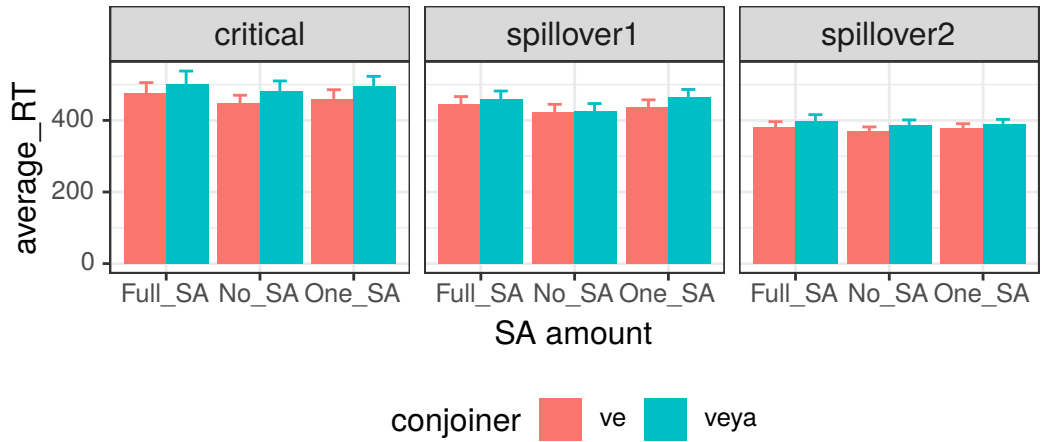 critical spillover1 spillover2
average_RT
400
200
0
Full_SA No_SA One_SA Full_SA No_SA One_SA Full_SA No_SA One_SA
SA amount
conjoiner ve veya